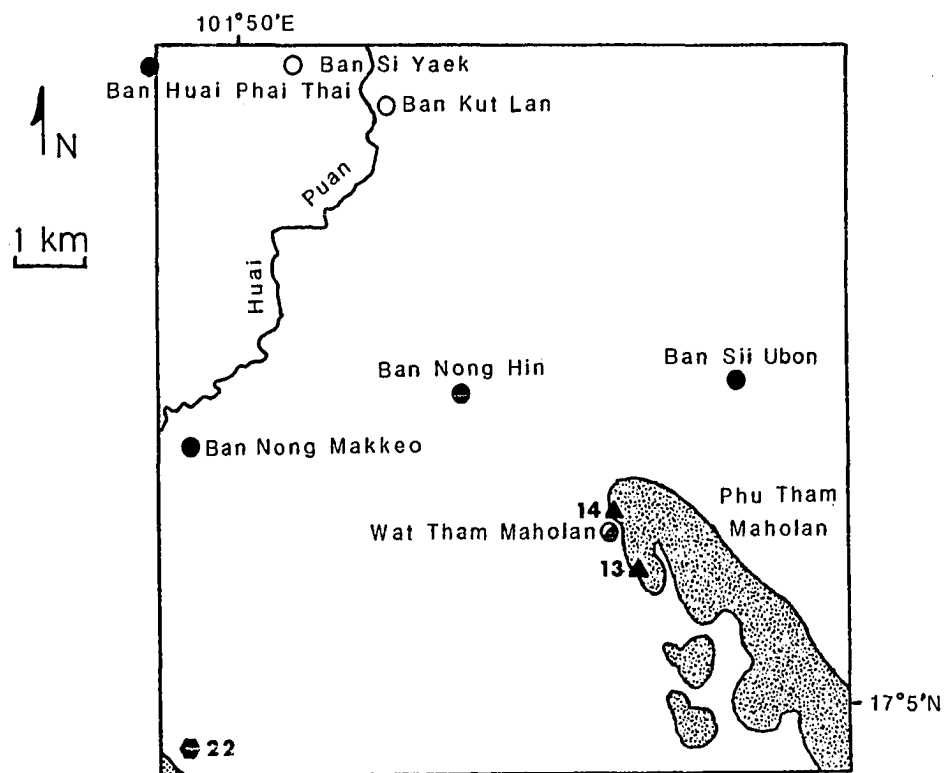 101°50'E
Ban Si Yaek
Ban Huai Phai Thai
Ban Kut Lan
N
Puan
1 km
Huai
Ban Sii Ubon
Ban Nong Hin
Ban Nong Makkeo
Phu Tham
Maholan
14
Wat Tham Maholan
13
17°5'N
22